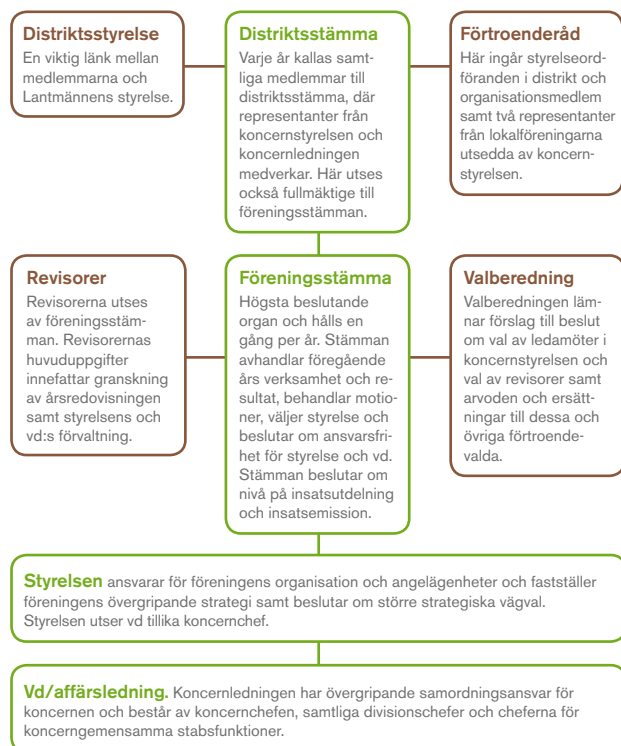 Distriktsstyrelse
En viktig länk mellan
medlemmarna och
Lantmännens styrelse.
Distriktsstämma
Varje år kallas samt-
liga medlemmar till
distriktsstämma, där
representanter från
koncernstyrelsen och
koncernledningen
medverkar. Här utses
också fullmäktige till
föreningsstämman.
Förtroenderåd
Här ingår styrelseord-
föranden i distrikt och
organisationsmedlem
samt två representanter
från lokalföreningarna
utsedda av koncern-
styrelsen.
Revisorer
Revisorerna utses
av föreningsstäm-
man. Revisorernas
huvuduppgifter
innefattar granskning
av årsredovisningen
samt styrelsens och
vd:s förvaltning.
Föreningsstämma
Högsta beslutande
organ och hålls en
gång per år. Stämman
avhandlar föregående
års verksamhet och re-
sultat, behandlar motio-
ner, väljer styrelse och
beslutar om ansvarsfri-
het för styrelse och vd.
Stämman beslutar om
nivå på insatsutdelning
och insatsemission.
Valberedning
Valberedningen läm-
nar förslag till beslut
om val av ledamöter i
koncernstyrelsen och
val av revisorer samt
arvoden och ersätt-
ningar till dessa och
övriga förtroende-
valda.
Styrelsen ansvarar för föreningens organisation och angelägenheter och fastställer
föreningens övergripande strategi samt beslutar om större strategiska vägval.
Styrelsen utser vd tillika koncernchef.
Vd/affärsledning. Koncernledningen har övergripande samordningsansvar för
koncernen och består av koncernchefen, samtliga divisionschefer och cheferna för
koncerngemensamma stabsfunktioner.